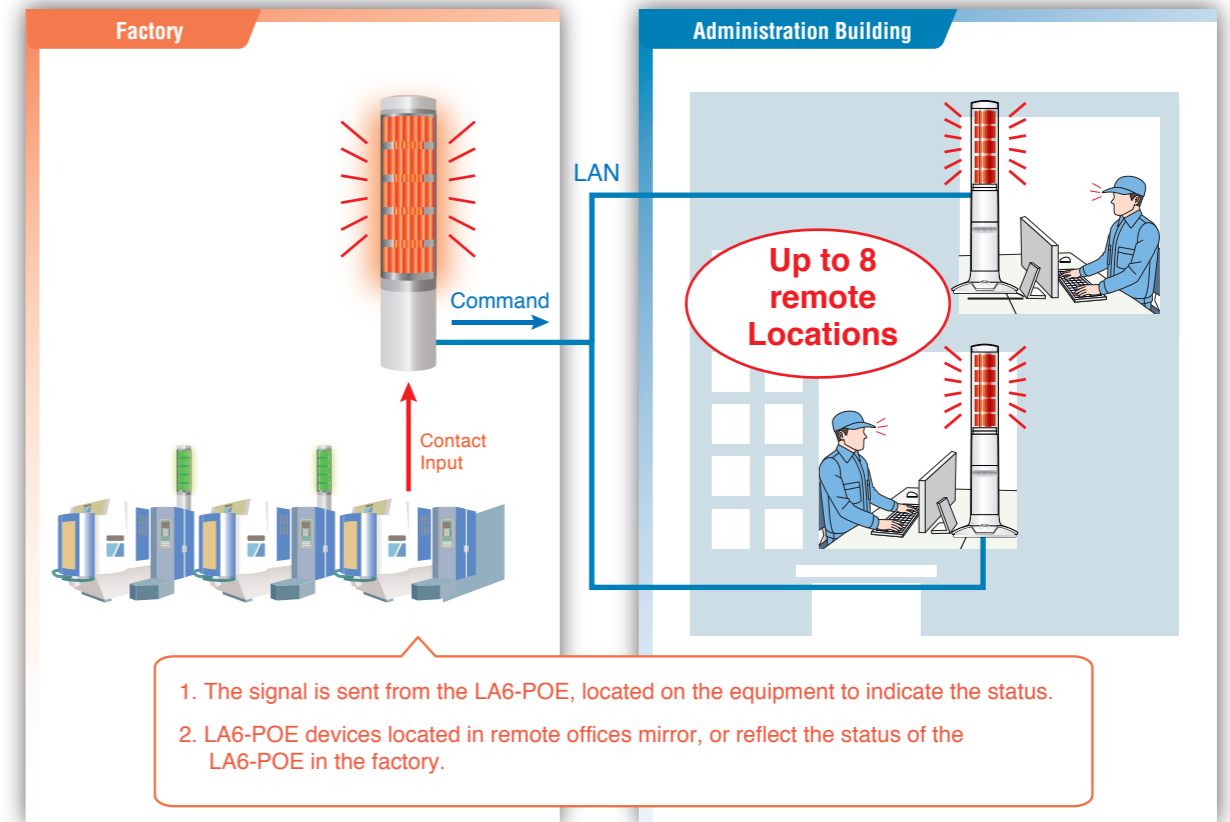 Factory
Administration Building
LAN
Command
Up to 8
remote
Locations
Contact
Input
1. The signal is sent from the LA6-POE, located on the equipment to indicate the status.
2. LA6-POE devices located in remote offices mirror, or reflect the status of the
LA6-POE in the factory.